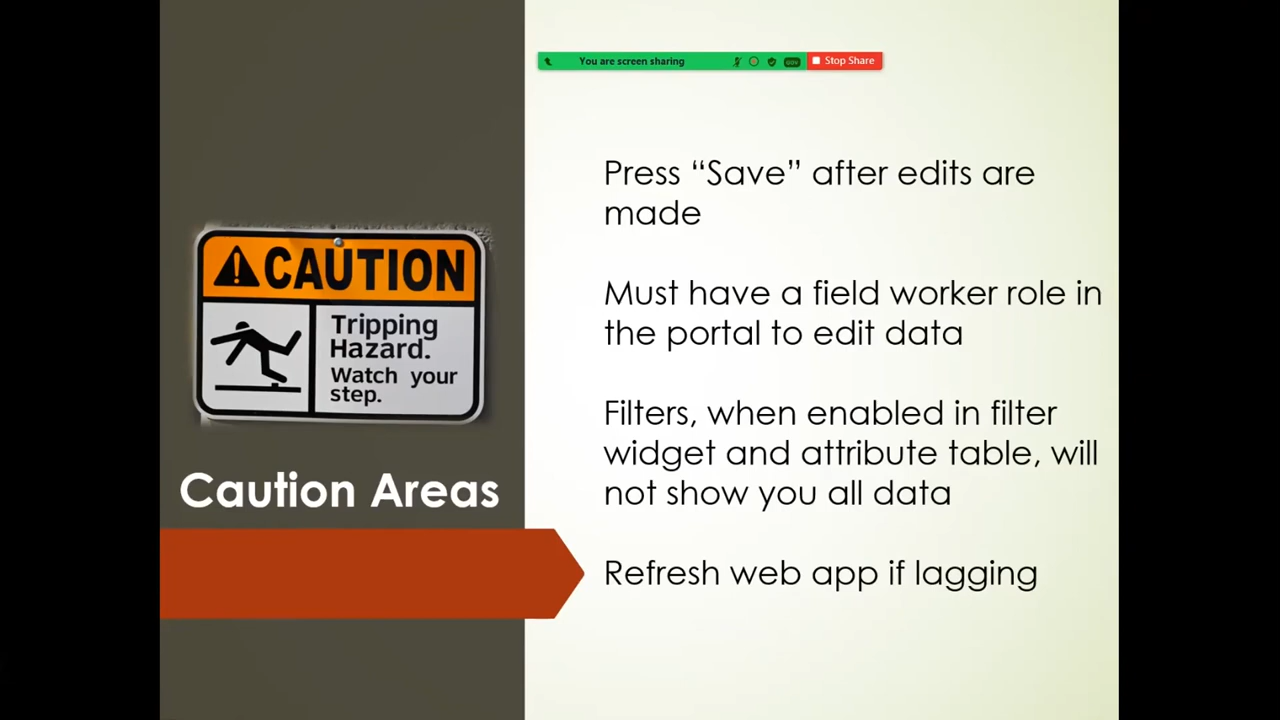 You are screen sharing
GOV
Stop Share
Press “Save” after edits are
made
Must have a field worker role in
the portal to edit data
Filters, when enabled in filter
widget and attribute table, will
not show you all data
Refresh web app if lagging
CAUTION
Tripping
Hazard.
Watch your
step.
Caution Areas